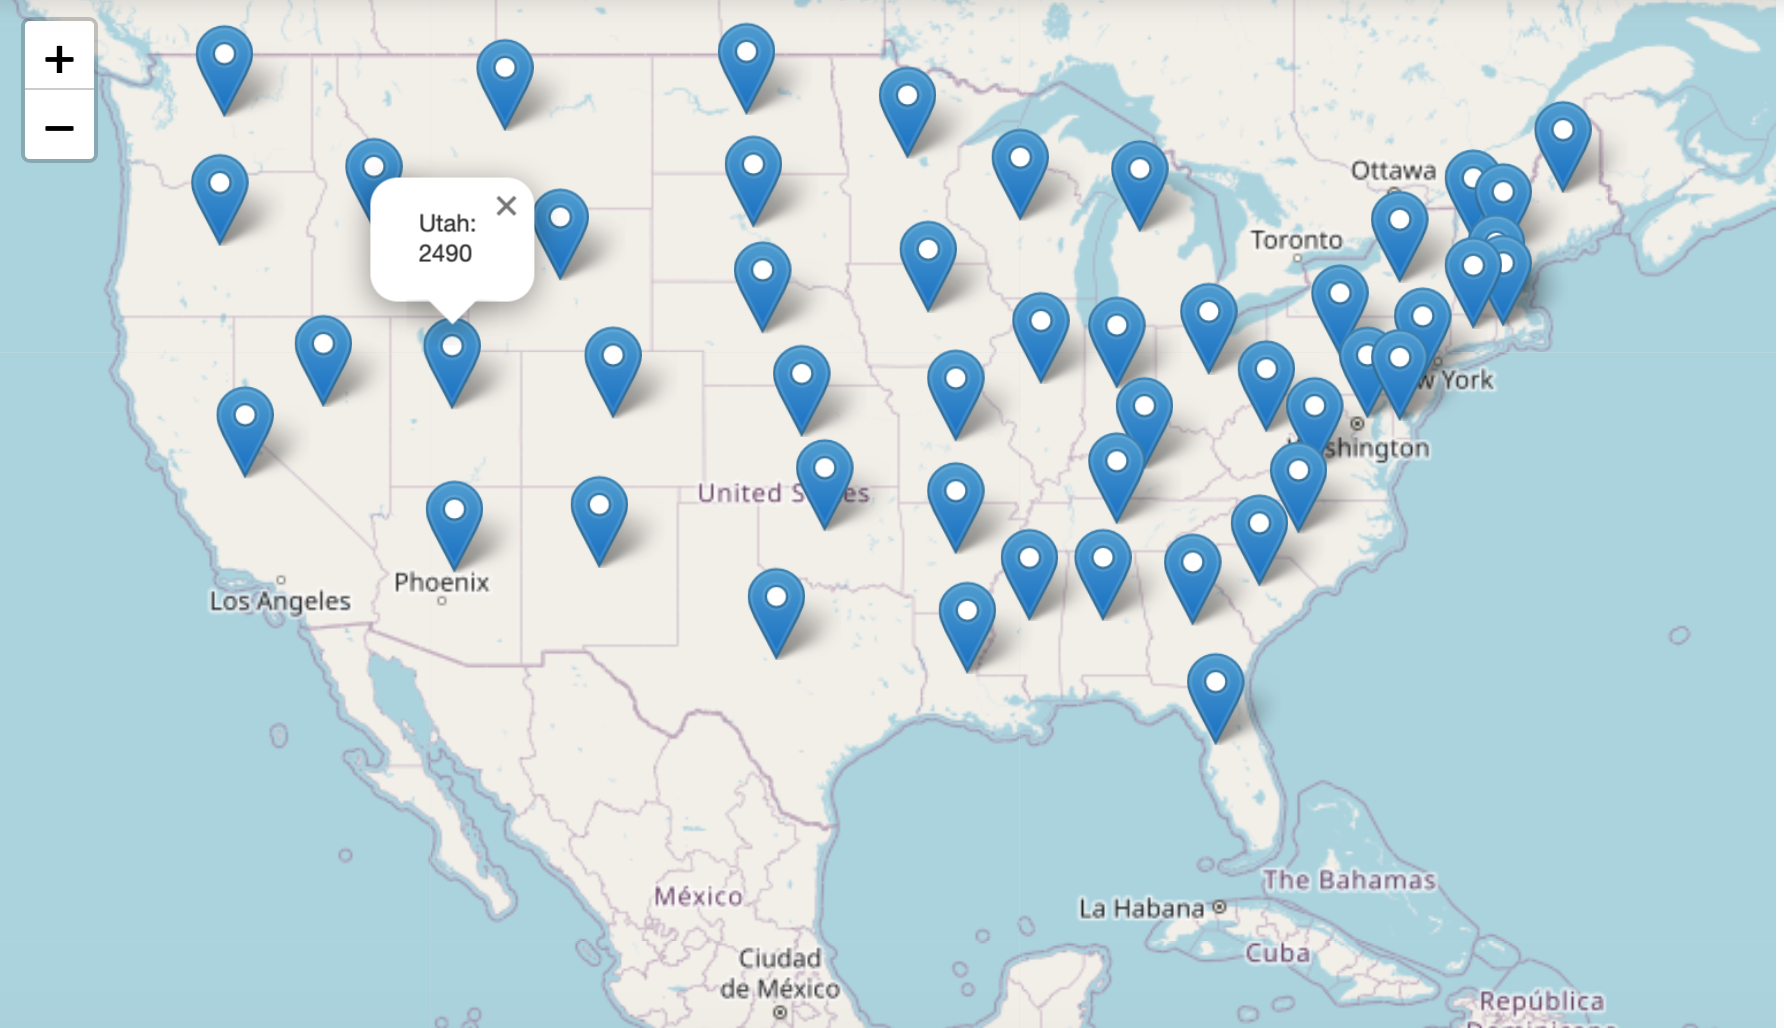 +
−
Ottawa
Toronto
Utah:
2490
w York
shington
United S es
Phoenix
Los Angeles
México
The Bahamas
La Habana
Cuba
Ciudad
de México
República